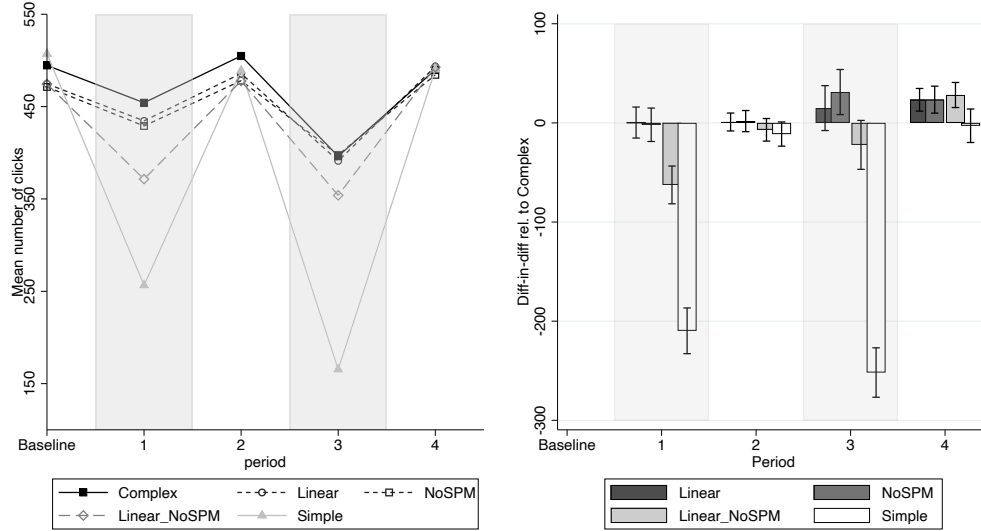 550
450
350
250
150
Mean number of clicks
Baseline 1 2 3 4
period
Complex Linear NoSPM
Linear_NoSPM Simple
100
0
-100
-200
-300
Diff-in-diff rel. to Complex
Baseline 1 2 3 4
Period
Linear NoSPM
Linear_NoSPM Simple